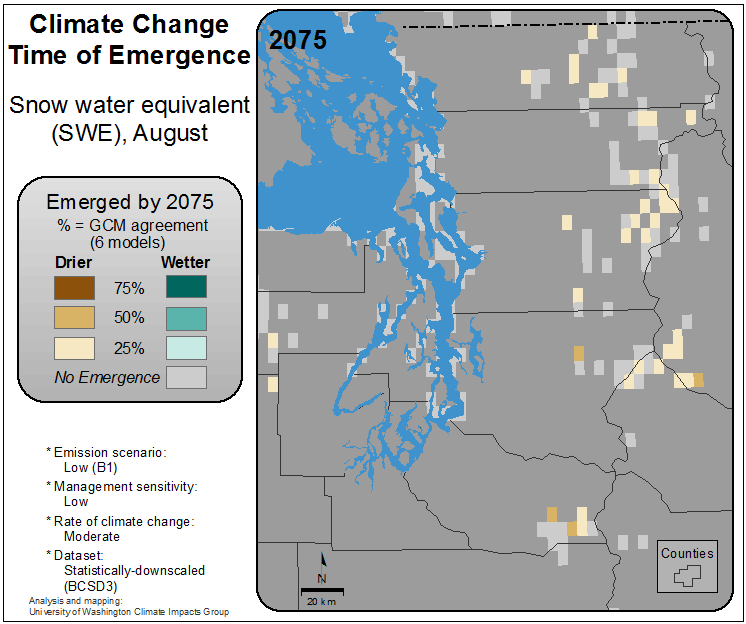 Climate Change
Time of Emergence
Snow water equivalent
(SWE), August
Emerged by 2075
% = GCM agreement
(6 models)
Drier Wetter
75%
50%
25%
No Emergence
* Emission scenario:
Low (B1)
* Management sensitivity:
Low
* Rate of climate change:
Moderate
* Dataset:
Statistically-downscaled
(BCSD3)
Analysis and mapping:
University of Washington Climate Impacts Group
2075
N
20 km
Counties